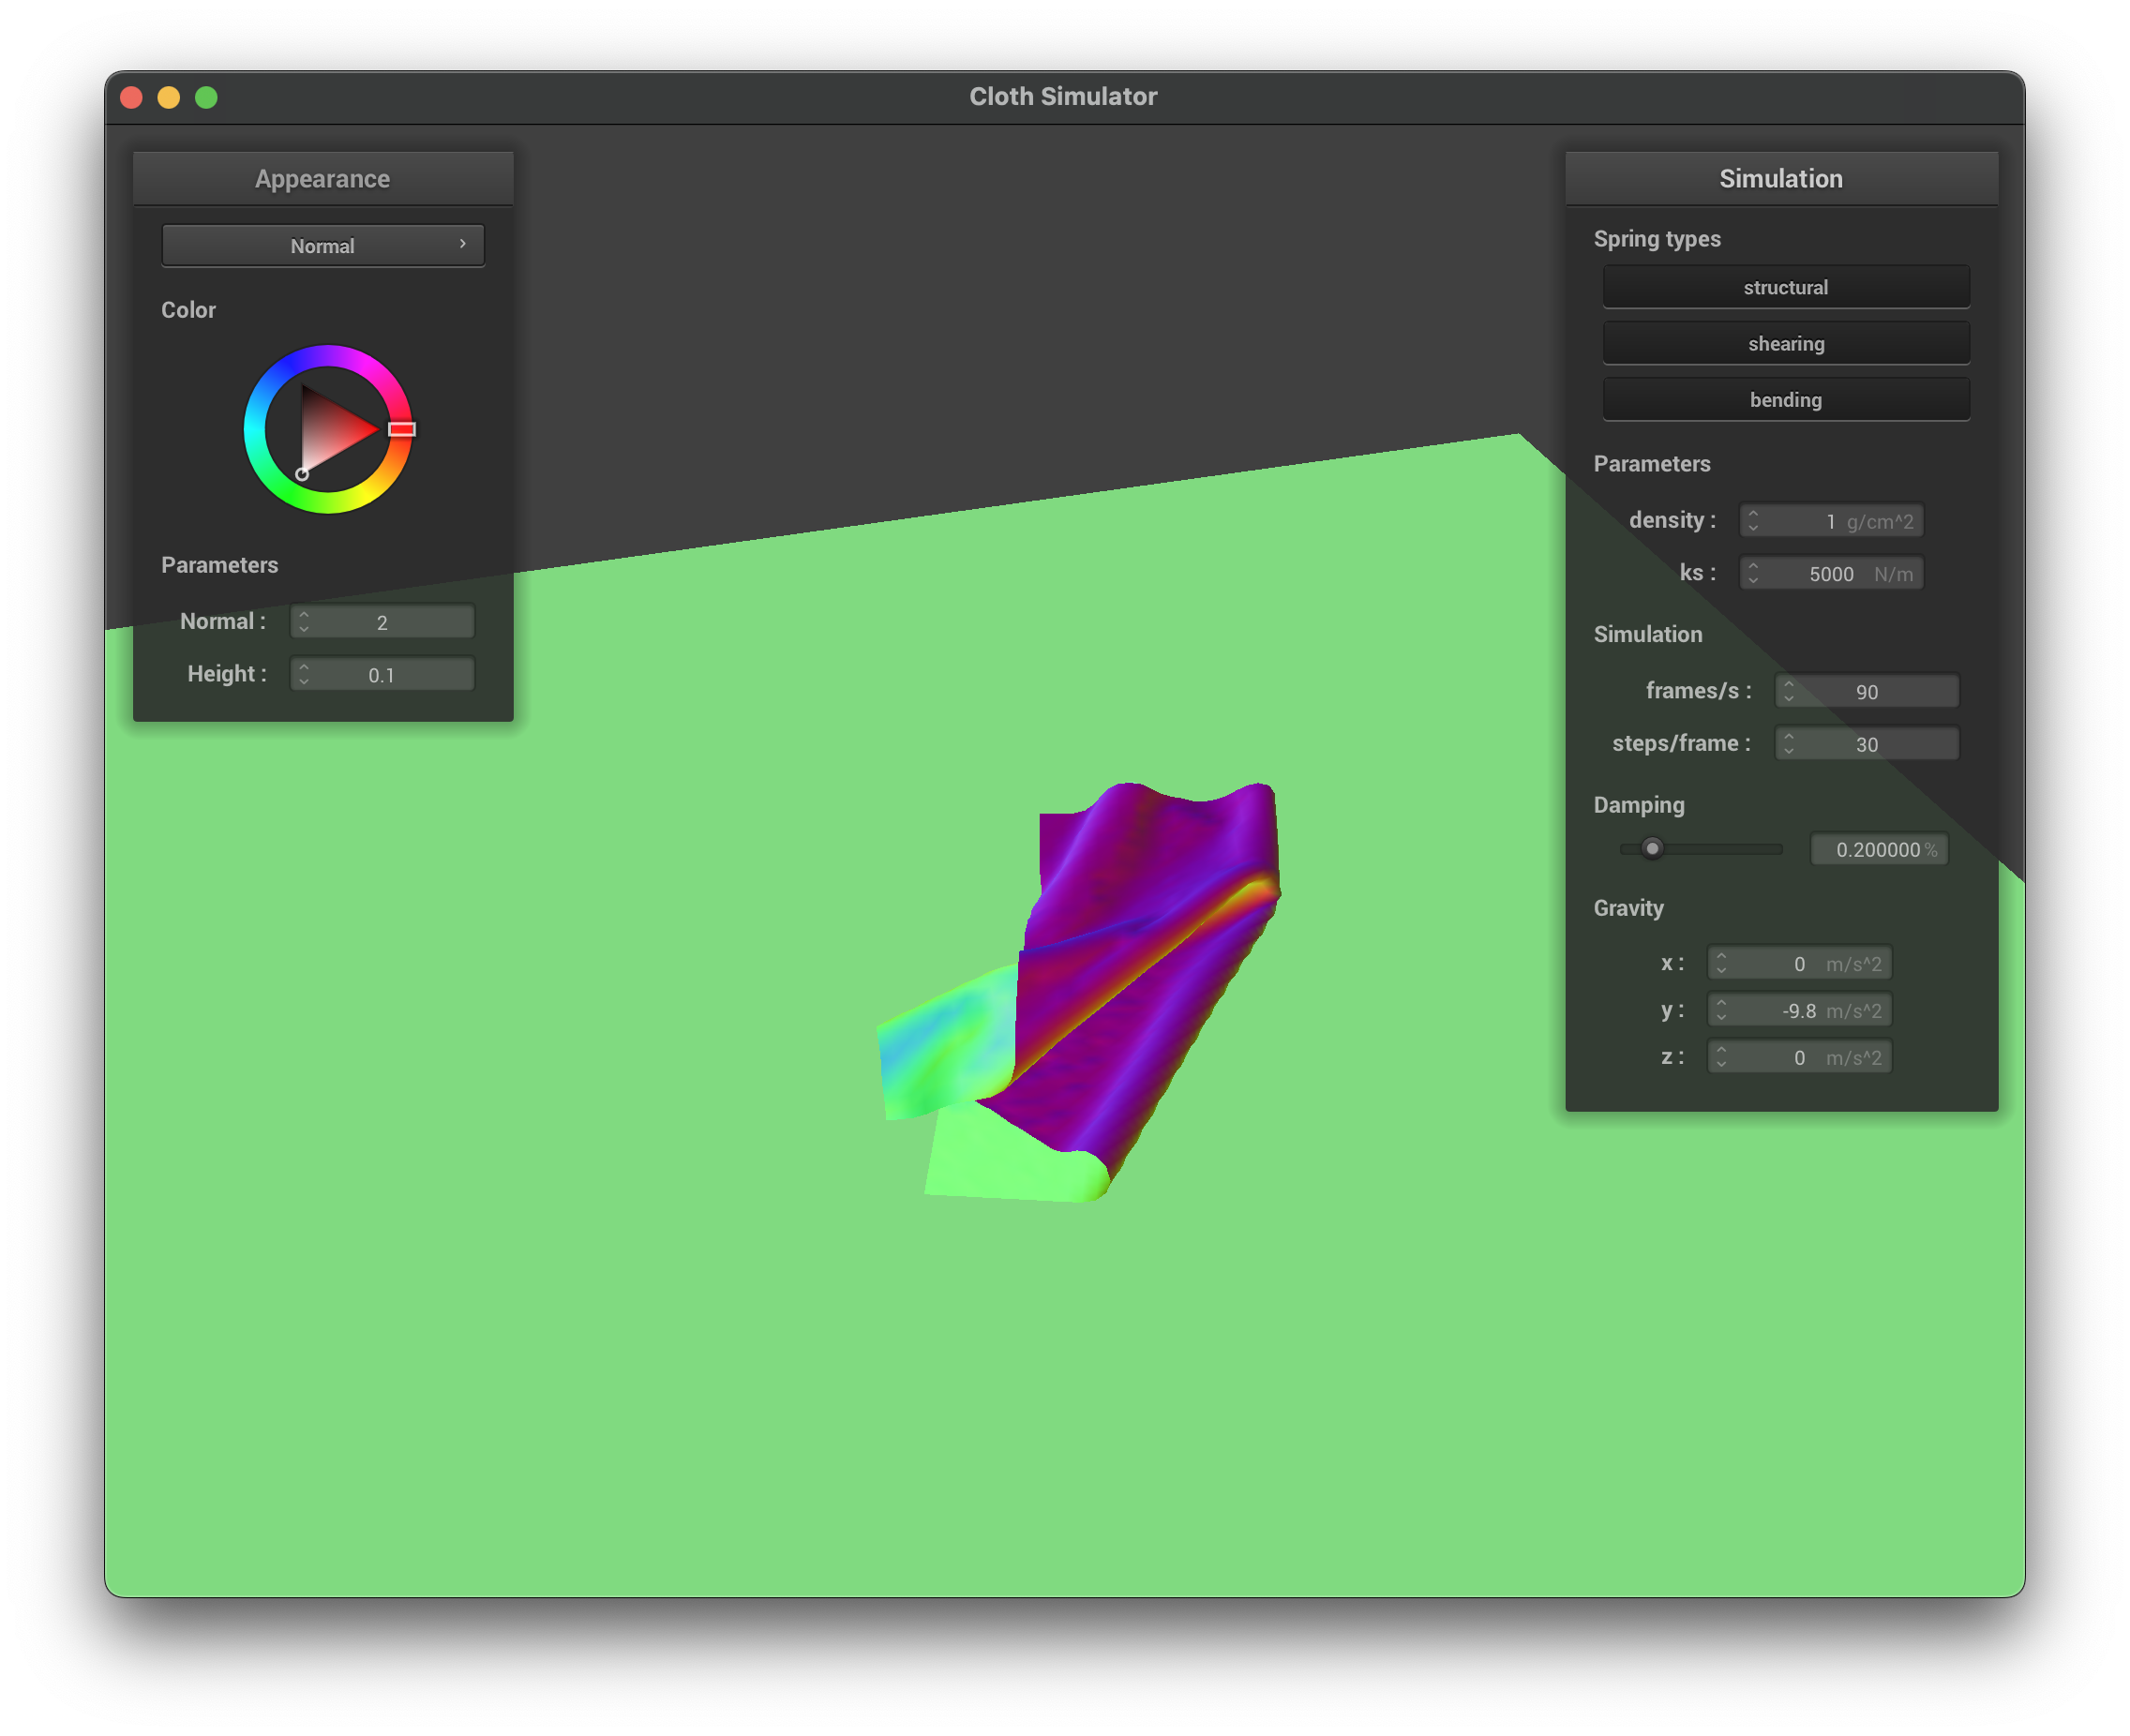 Cloth Simulator
Appearance
Normal
Color
Parameters
Normal : 2
Height : 0.1
Simulation
Spring types
structural
shearing
bending
Parameters
density : 1 g/cm^2
ks : 5000 N/m
Simulation
frames/s : 90
steps/frame : 30
Damping
0.200000 %
Gravity
x : 0 m/s^2
y : -9.8 m/s^2
z : 0 m/s^2